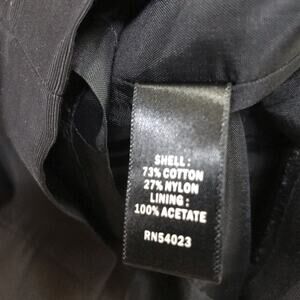 SHELL :
73% COTTON
27% NYLON
LINING :
100% ACETATE
RN54023